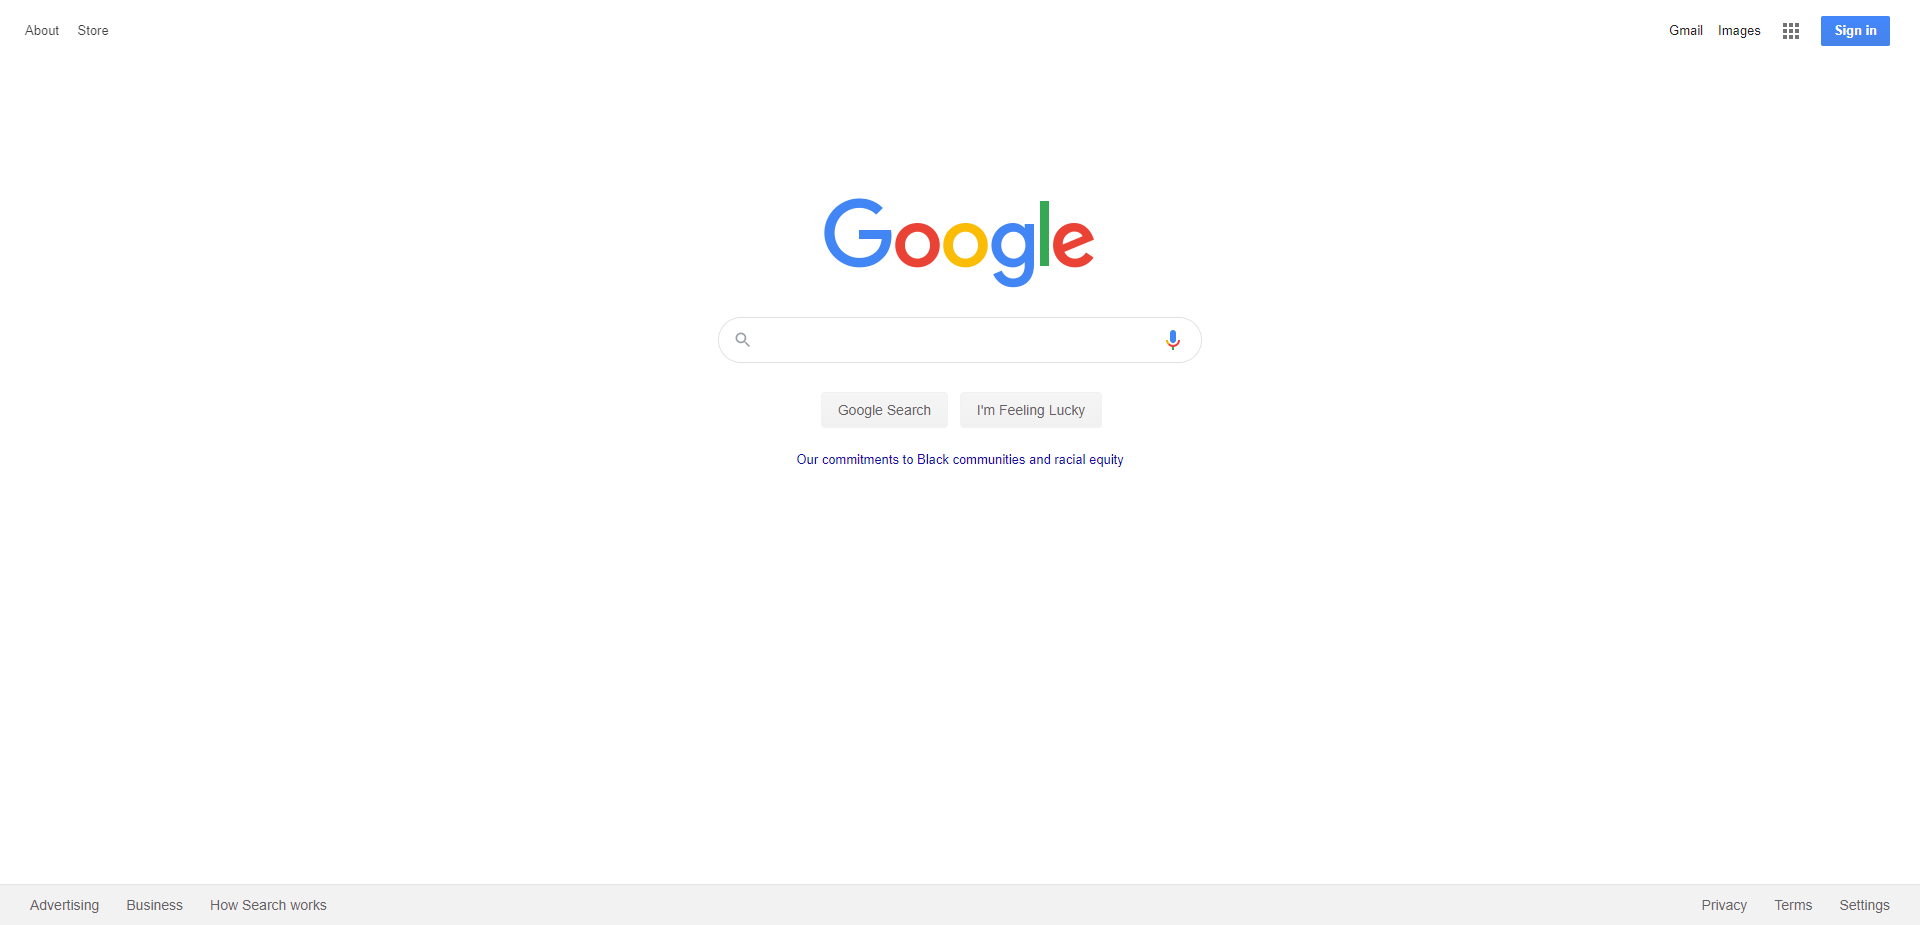 About Store Gmail Images Sign in
Google
Google Search I'm Feeling Lucky
Our commitments to Black communities and racial equity
Advertising Business How Search works Privacy Terms Settings